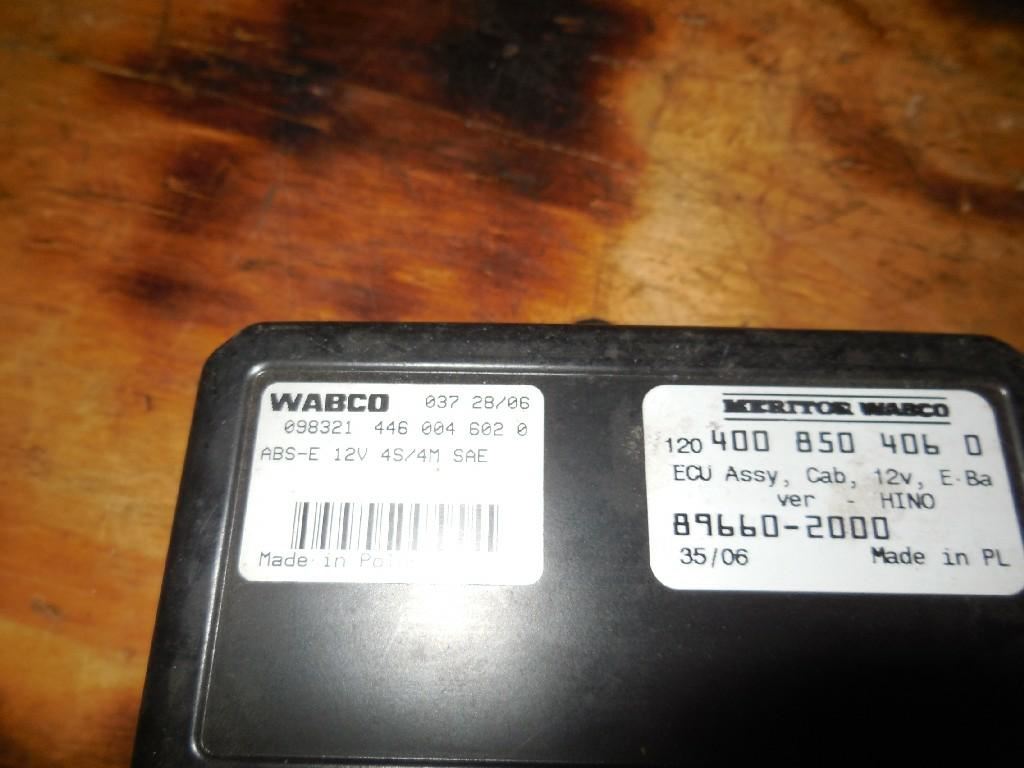 WABCO 037 28/06
098321 446 004 602 0
ABS-E 12V 4S/4M SAE
Made in
MERITOR WABCO
120 400 850 406 0
ECU Assy, Cab, 12v, E-Ba
ver - HINO
89660-2000
35/06 Made in PL